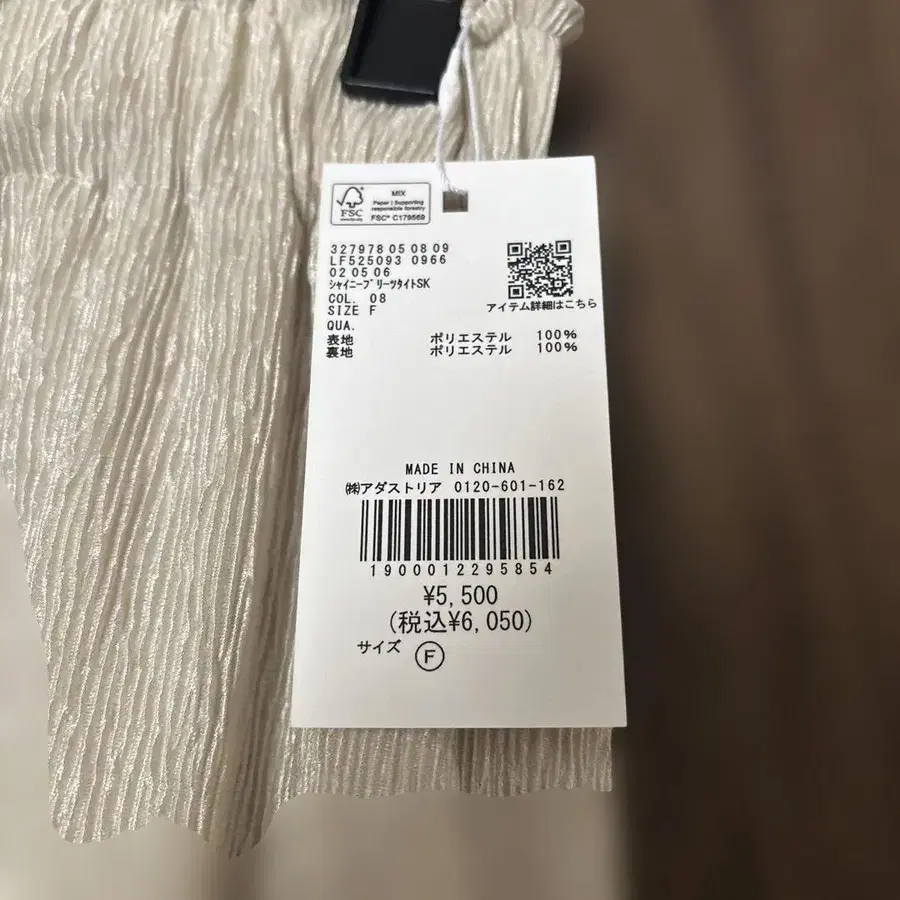 FSC
www.fsc.org
MIX
Paper | Supporting
responsible forestry
FSC® C179569
327978 05 08 09
LF525093 0966
02 05 06
シャイニープリーツタイトSK
COL. 08
SIZE F
QUA.
アイテム詳細はこちら
表地 ポリエステル 100%
裏地 ポリエステル 100%
MADE IN CHINA
㈱アダストリア 0120-601-162
1900012295854
¥5,500
(税込¥6,050)
サイズ F